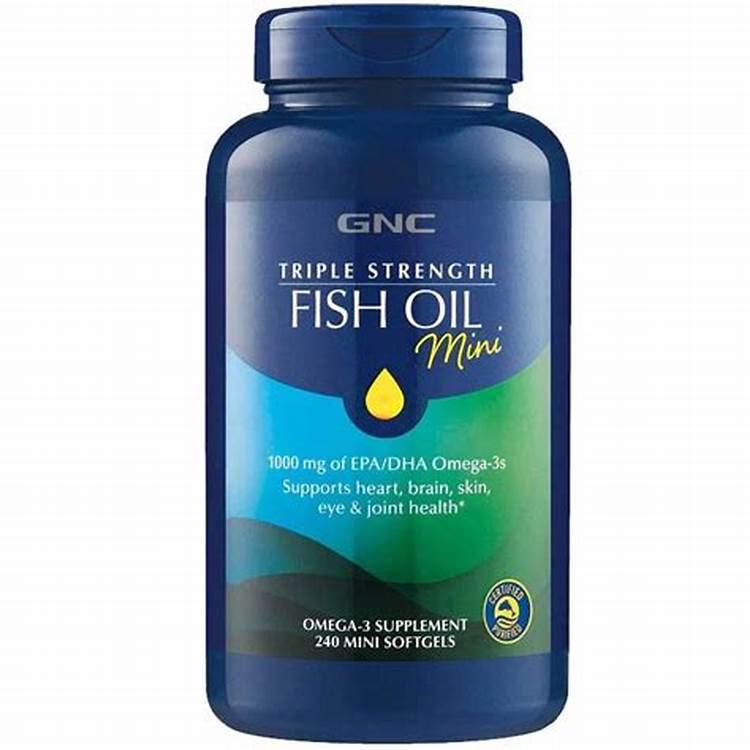 GNC
TRIPLE STRENGTH
FISH OIL
Mini
1000 mg of EPA/DHA Omega-3s
Supports heart, brain, skin,
eye & joint health*
CERTIFIED
PURIFIED
OMEGA-3 SUPPLEMENT
240 MINI SOFTGELS